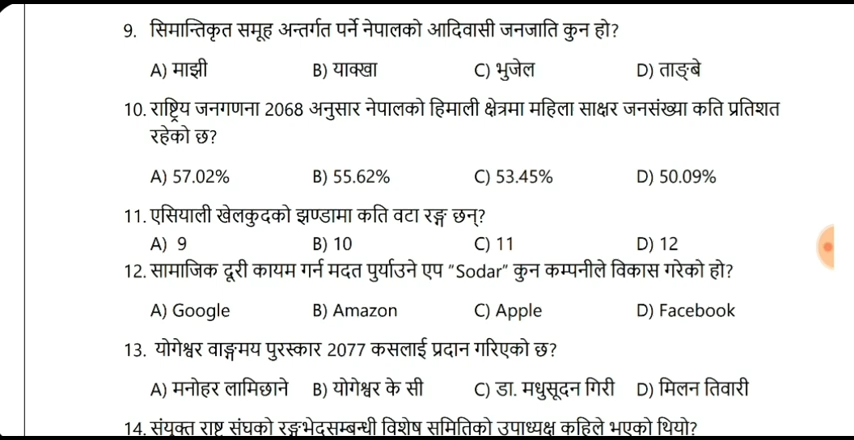 9. सिमान्तिकृत समूह अन्तर्गत पर्ने नेपालको आदिवासी जनजाति कुन हो?
A) माझी B) याक्खा C) भुजेल D) ताङ्बे
10. राष्ट्रिय जनगणना 2068 अनुसार नेपालको हिमाली क्षेत्रमा महिला साक्षर जनसंख्या कति प्रतिशत
रहेको छ?
A) 57.02% B) 55.62% C) 53.45% D) 50.09%
11. एसियाली खेलकुदको झण्डामा कति वटा रङ्ग छन्?
A) 9 B) 10 C) 11 D) 12
12. सामाजिक दूरी कायम गर्न मदत पुर्याउने एप "Sodar" कुन कम्पनीले विकास गरेको हो?
A) Google B) Amazon C) Apple D) Facebook
13. योगेश्वर वाङ्गमय पुरस्कार 2077 कसलाई प्रदान गरिएको छ?
A) मनोहर लामिछाने B) योगेश्वर के सी C) डा. मधुसूदन गिरी D) मिलन तिवारी
14. संयुक्त राष्ट्र संघको रङ्गभेदसम्बन्धी विशेष समितिको उपाध्यक्ष कहिले भएको थियो?